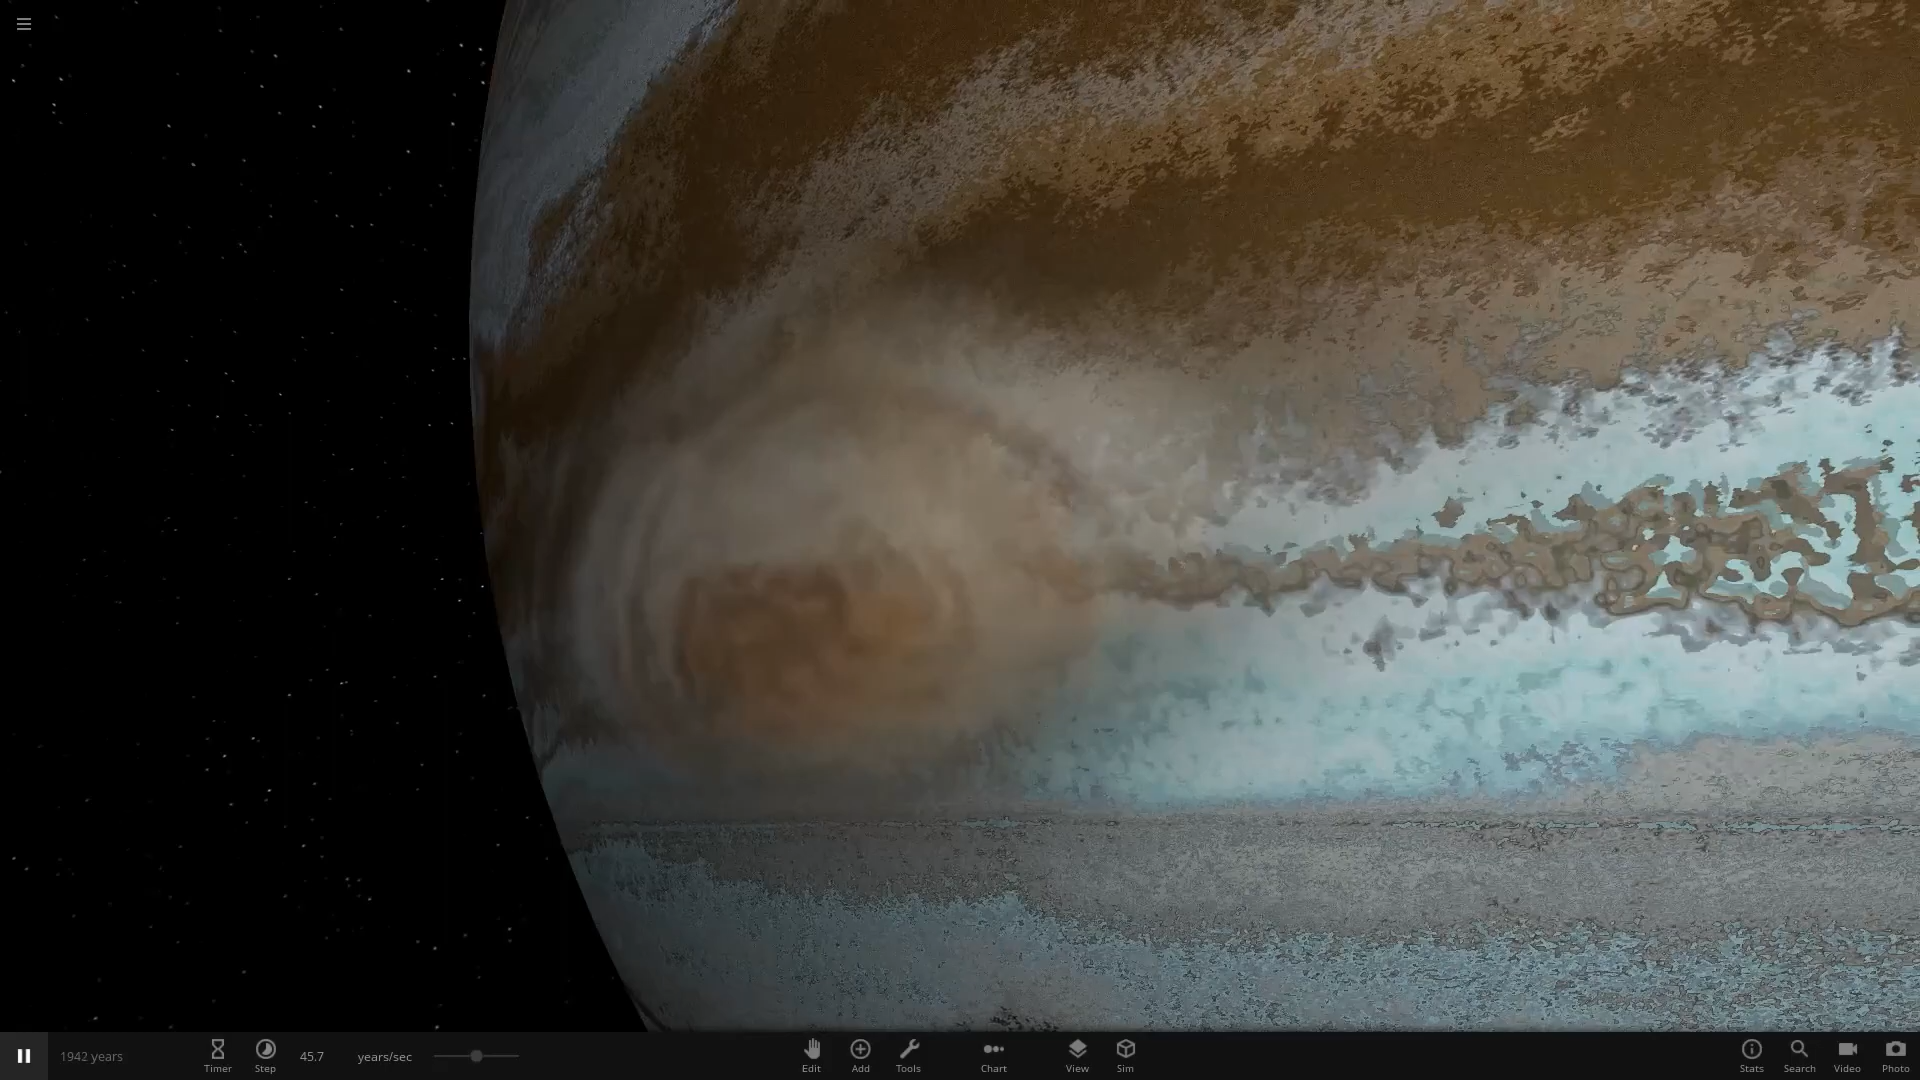 1942 years
Timer
Step
45.7
years/sec
Edit
Add
Tools
Chart
View
Sim
Stats
Search
Video
Photo